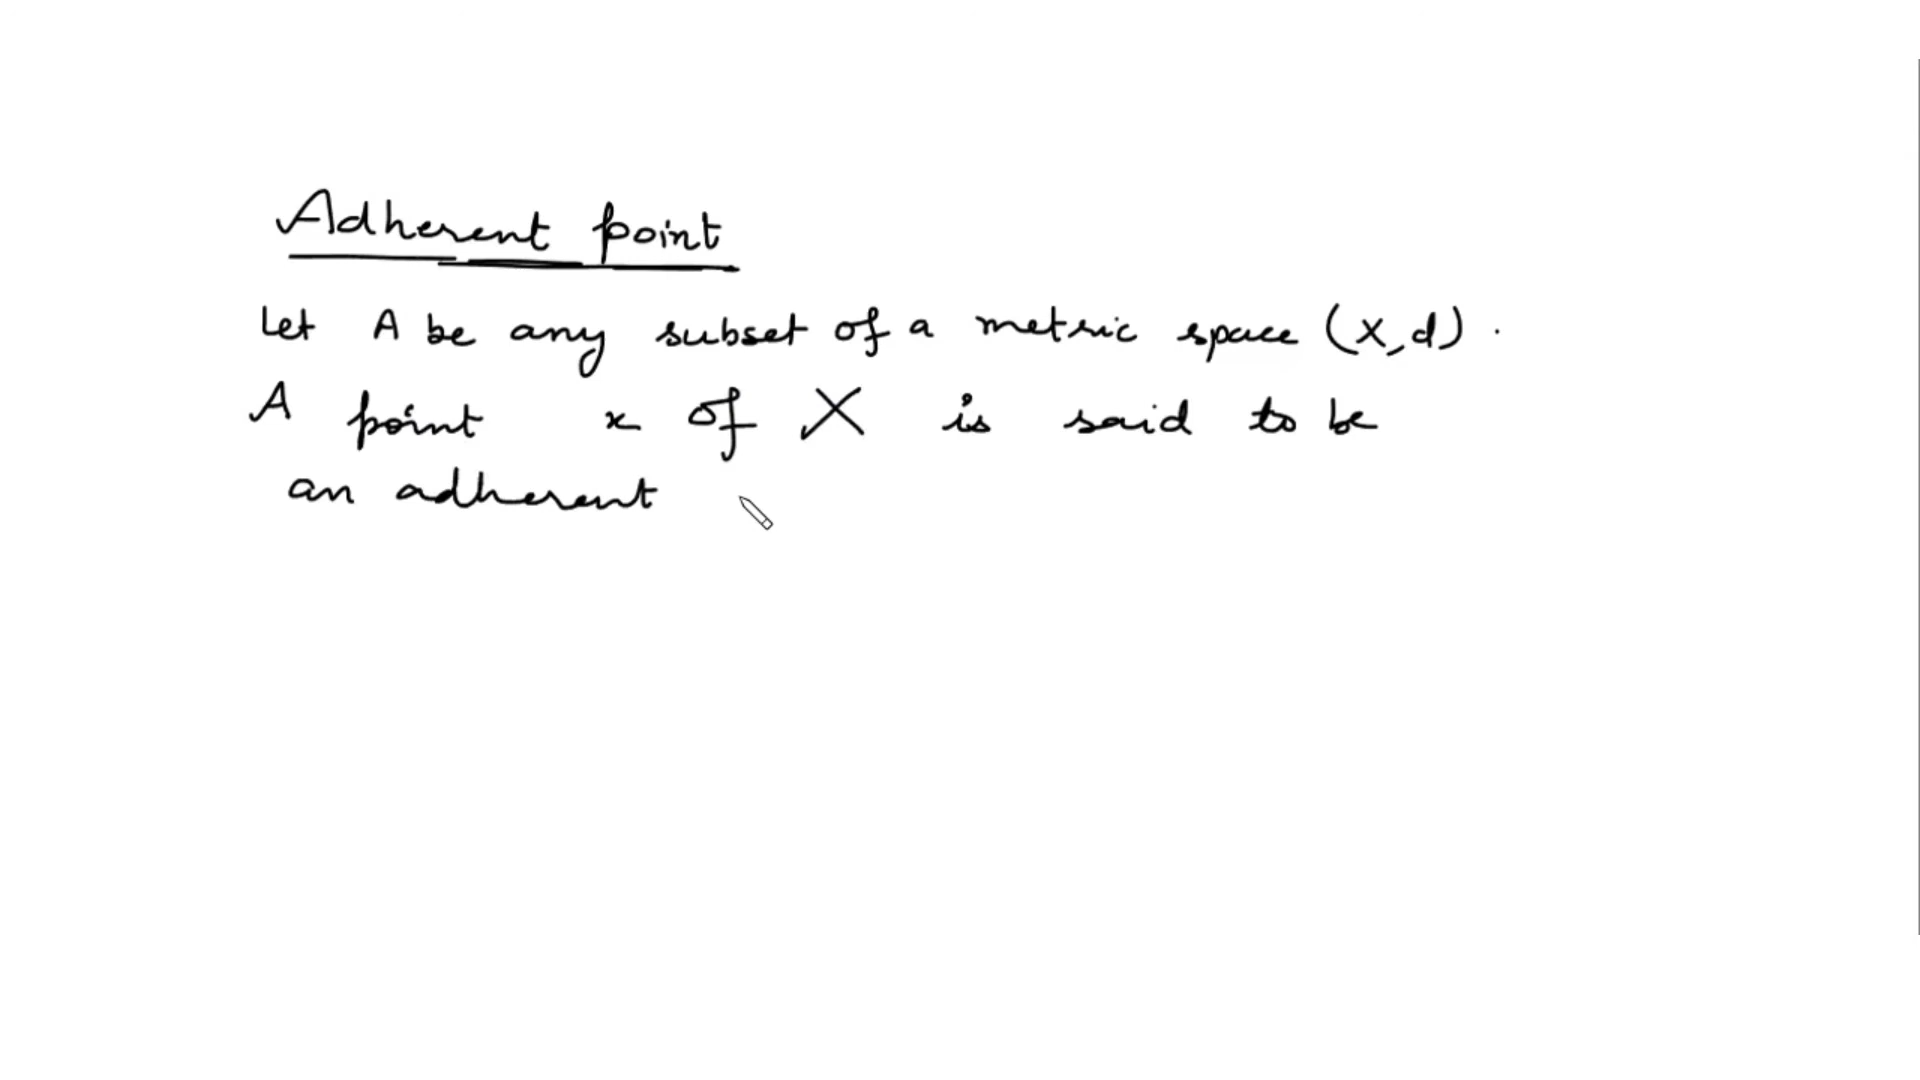 Adherent point
Let A be any subset of a metric space (X,d).
A point x of X is said to be
an adherent